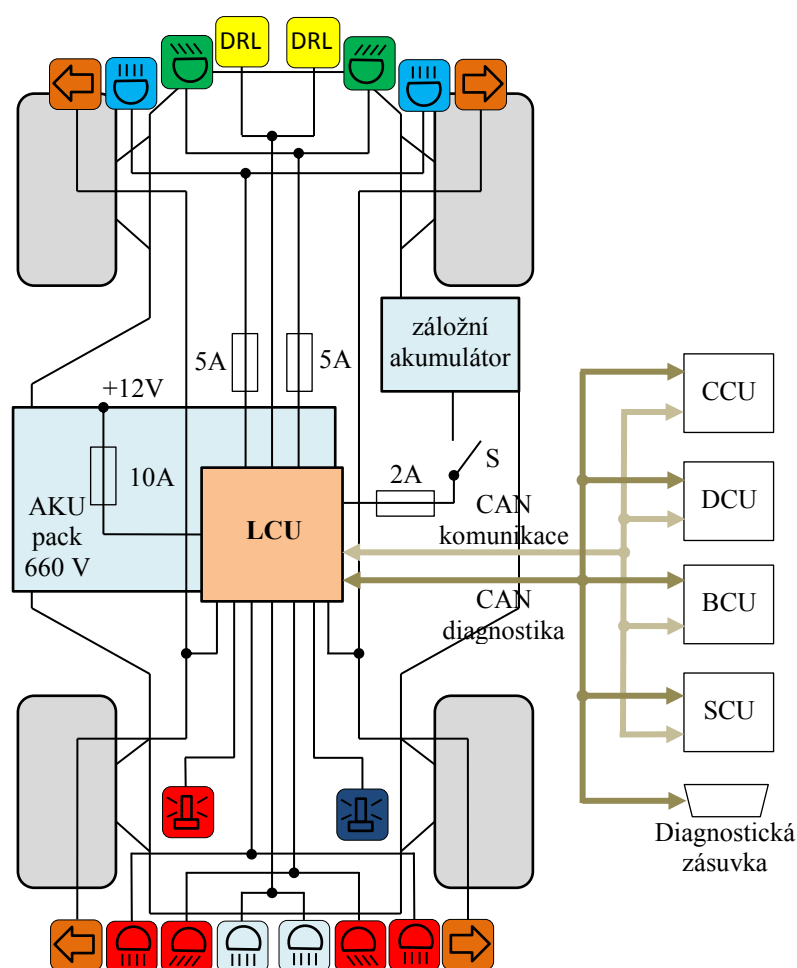 DRL
DRL
5A
5A
záložní
akumulátor
+12V
10A
AKU
pack
660 V
LCU
2A
S
CAN
komunikace
CAN
diagnostika
CCU
DCU
BCU
SCU
Diagnostická
zásuvka